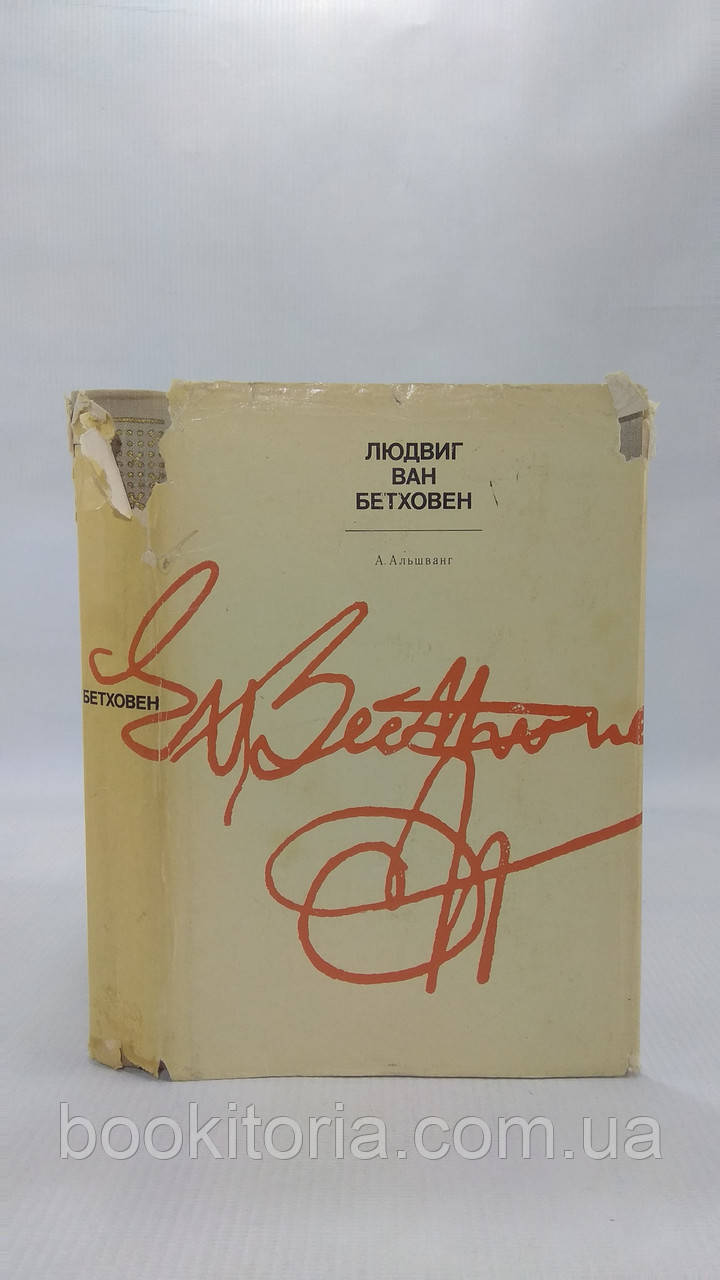 ЛЮДВИГ
ВАН
БЕТХОВЕН
А. Альшванг
БЕТХОВЕН
bookitoria.com.ua